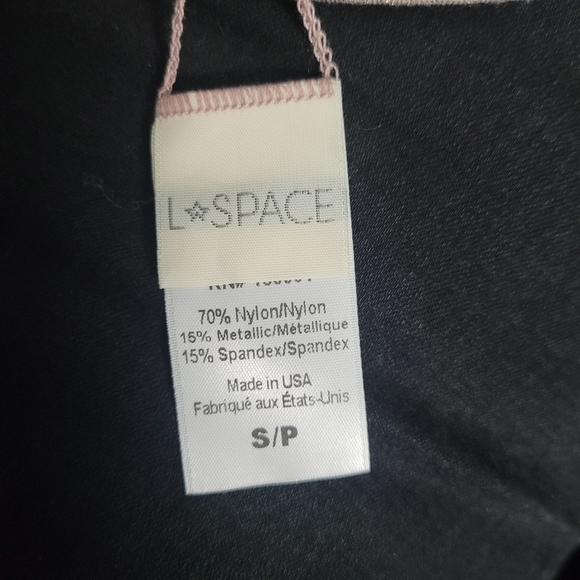 L☆SPACE
70% Nylon/Nylon
15% Metallic/Métallique
15% Spandex/Spandex
Made in USA
Fabriqué aux États-Unis
S/P